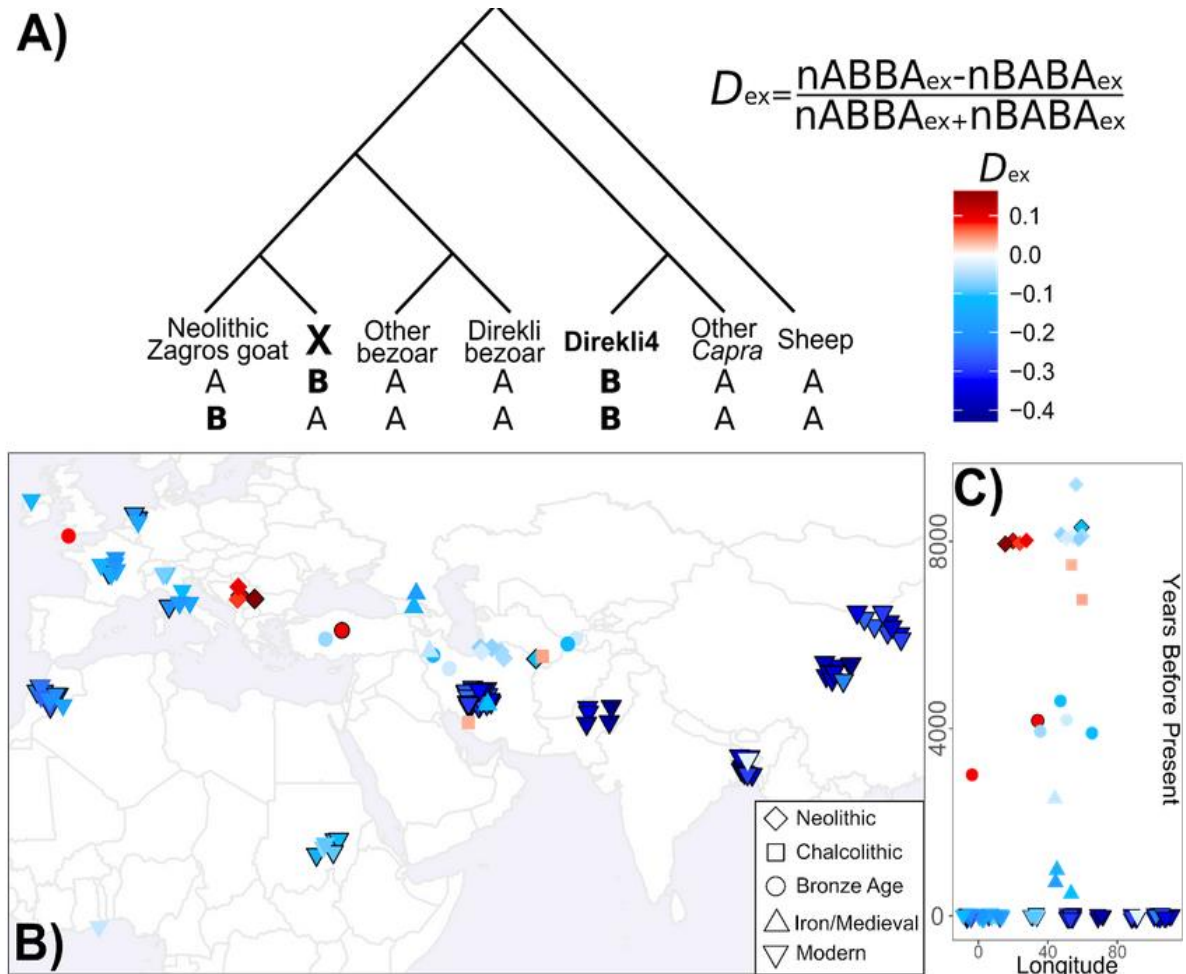 A)
Dex=nABBAex-nBABAex
nABBAex+nBABAex
Dex
0.1
0.0
−0.1
−0.2
−0.3
−0.4
Neolithic
Zagros goat
X
Other
bezoar
Direkli
bezoar
Direkli4
Other
Capra
Sheep
A B A A B A A
B A A A B A A
B)
Neolithic
Chalcolithic
Bronze Age
Iron/Medieval
Modern
C)
8000
4000
0
Years Before Present
0 40 80
Longitude